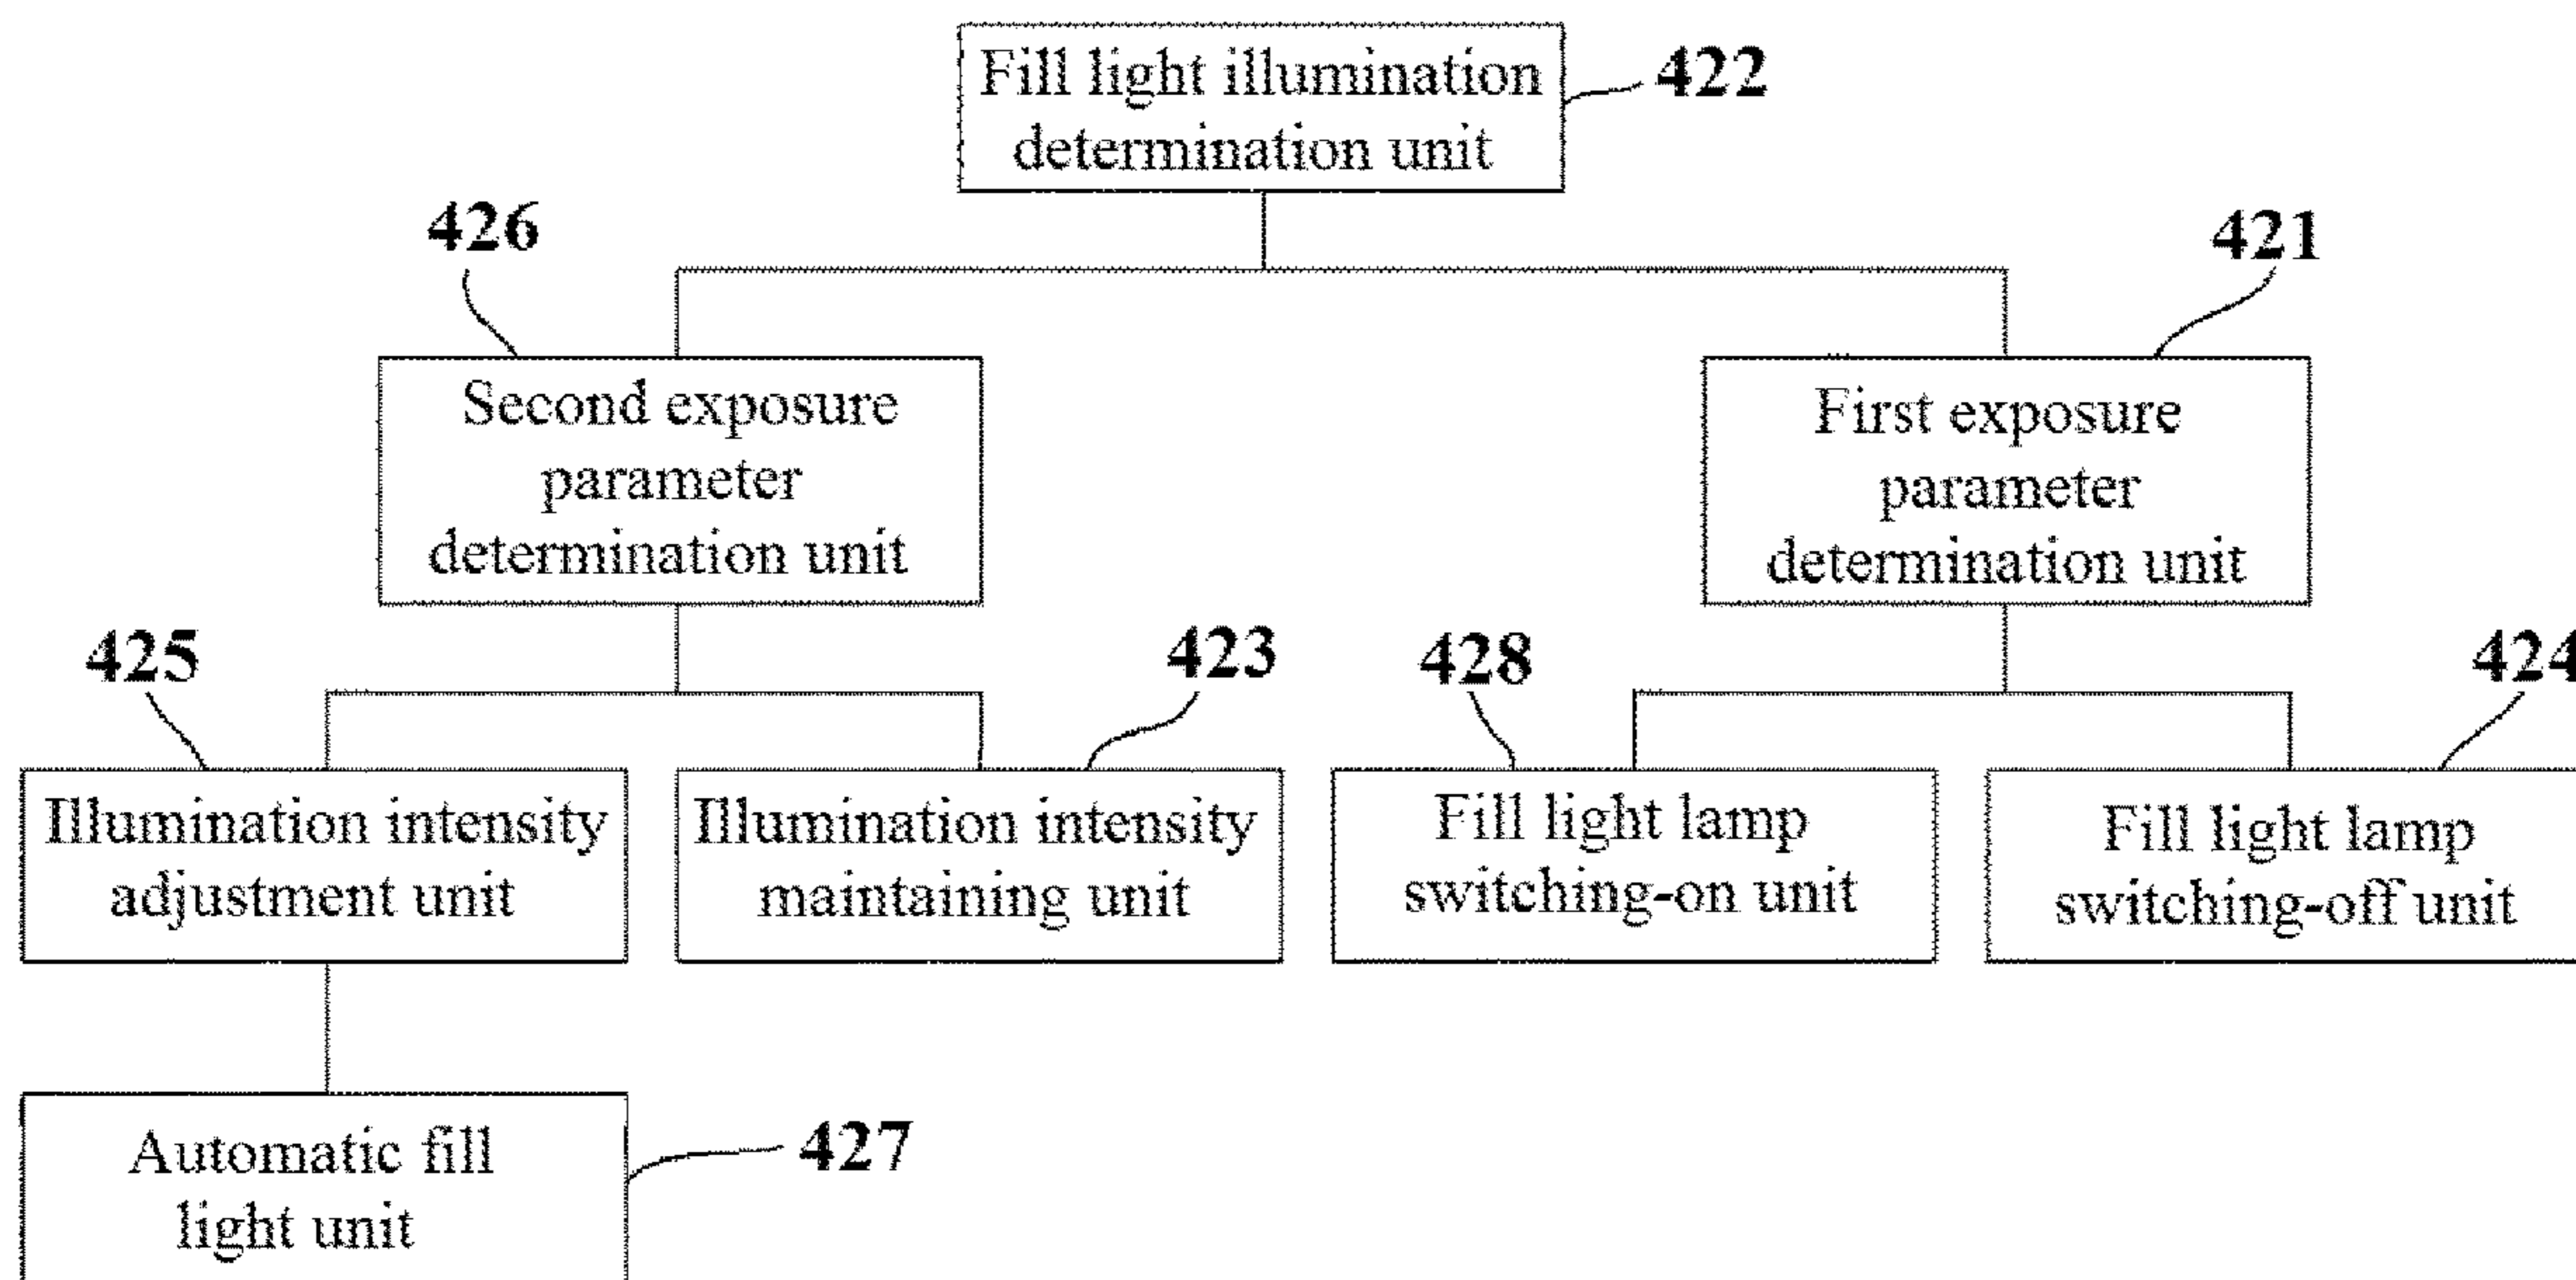 Fill light illumination
determination unit
422
426
421
Second exposure
parameter
determination unit
First exposure
parameter
determination unit
425
423
428
424
Illumination intensity
adjustment unit
Illumination intensity
maintaining unit
Fill light lamp
switching-on unit
Fill light lamp
switching-off unit
Automatic fill
light unit
427